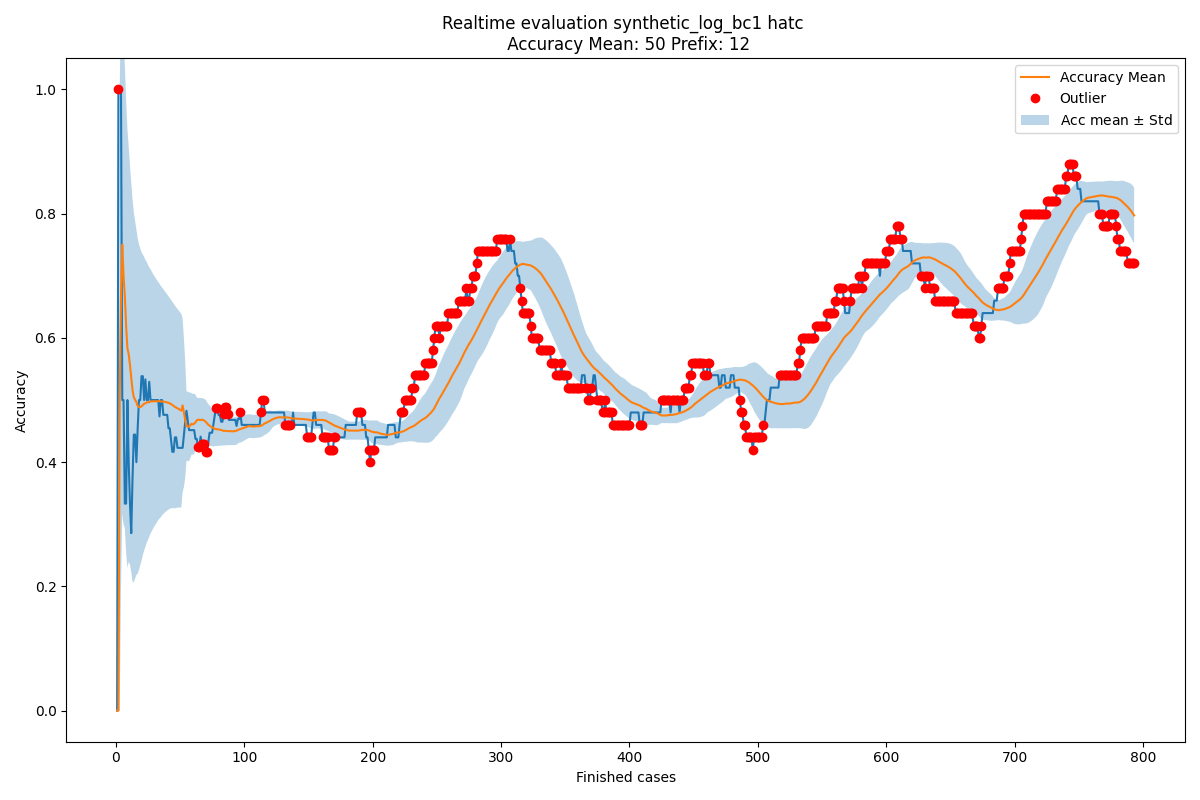 Realtime evaluation synthetic_log_bc1 hatc
Accuracy Mean: 50 Prefix: 12
Accuracy Mean
Outlier
Acc mean ± Std
Accuracy
1.0
0.8
0.6
0.4
0.2
0.0
0 100 200 300 400 500 600 700 800
Finished cases